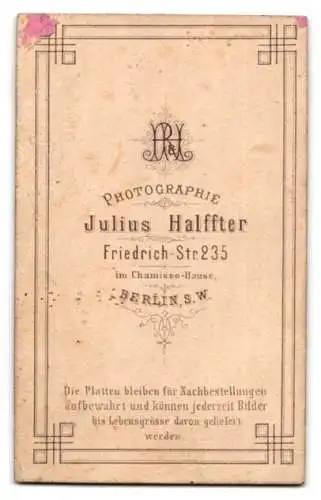 R & H
PHOTOGRAPHIE
Julius Halffter
Friedrich-Str. 235
im Chamisso-Hause,
BERLIN, S.W.
Die Platten bleiben für Nachbestellungen
aufbewahrt und können jederzeit Bilder
bis Lebensgrösse davon geliefert
werden.